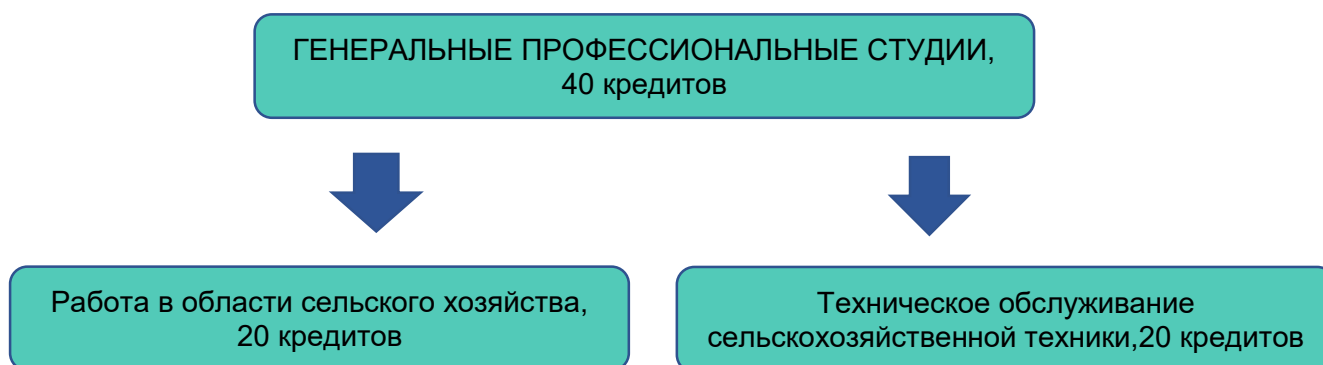 ГЕНЕРАЛЬНЫЕ ПРОФЕССИОНАЛЬНЫЕ СТУДИИ,
40 кредитов
Работа в области сельского хозяйства,
20 кредитов
Техническое обслуживание
сельскохозяйственной техники,20 кредитов